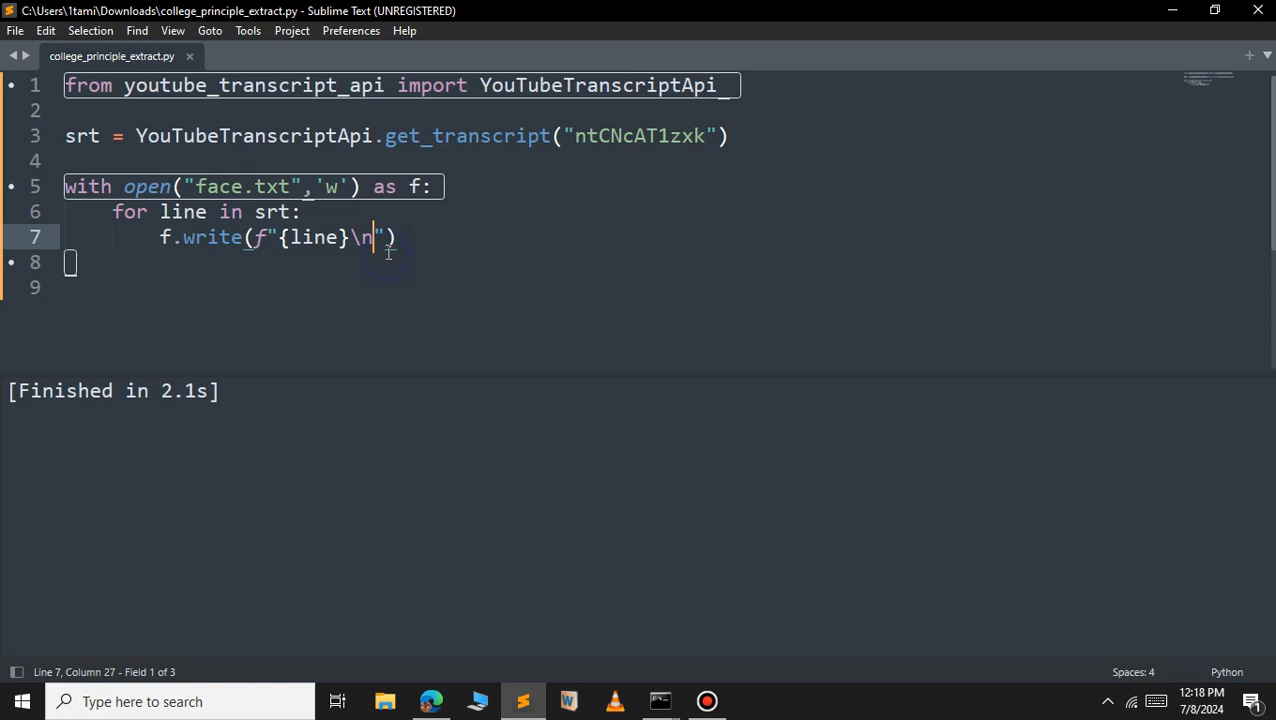 C:\Users\1tami\Downloads\college_principle_extract.py - Sublime Text (UNREGISTERED)
File Edit Selection Find View Goto Tools Project Preferences Help
college_principle_extract.py
1 from youtube_transcript_api import YouTubeTranscriptApi
2
3 srt = YouTubeTranscriptApi.get_transcript("ntCNcAT1zxk")
4
5 with open("face.txt",'w') as f:
6 for line in srt:
7 f.write(f"{line}\n")
8
9
[Finished in 2.1s]
Line 7, Column 27 - Field 1 of 3 Spaces: 4 Python
Type here to search
12:18 PM
7/8/2024
1